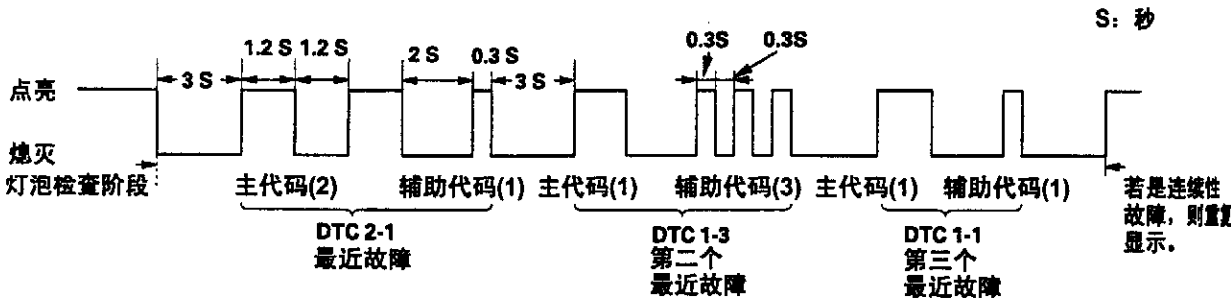 S：秒
1.2 S 1.2 S
2 S 0.3 S
0.3S 0.3S
3 S
3 S
点亮
熄灭
灯泡检查阶段
主代码(2) 辅助代码(1) 主代码(1) 辅助代码(3) 主代码(1) 辅助代码(1)
DTC 2-1
最近故障
DTC 1-3
第二个
最近故障
DTC 1-1
第三个
最近故障
若是连续性
故障，则重
显示。